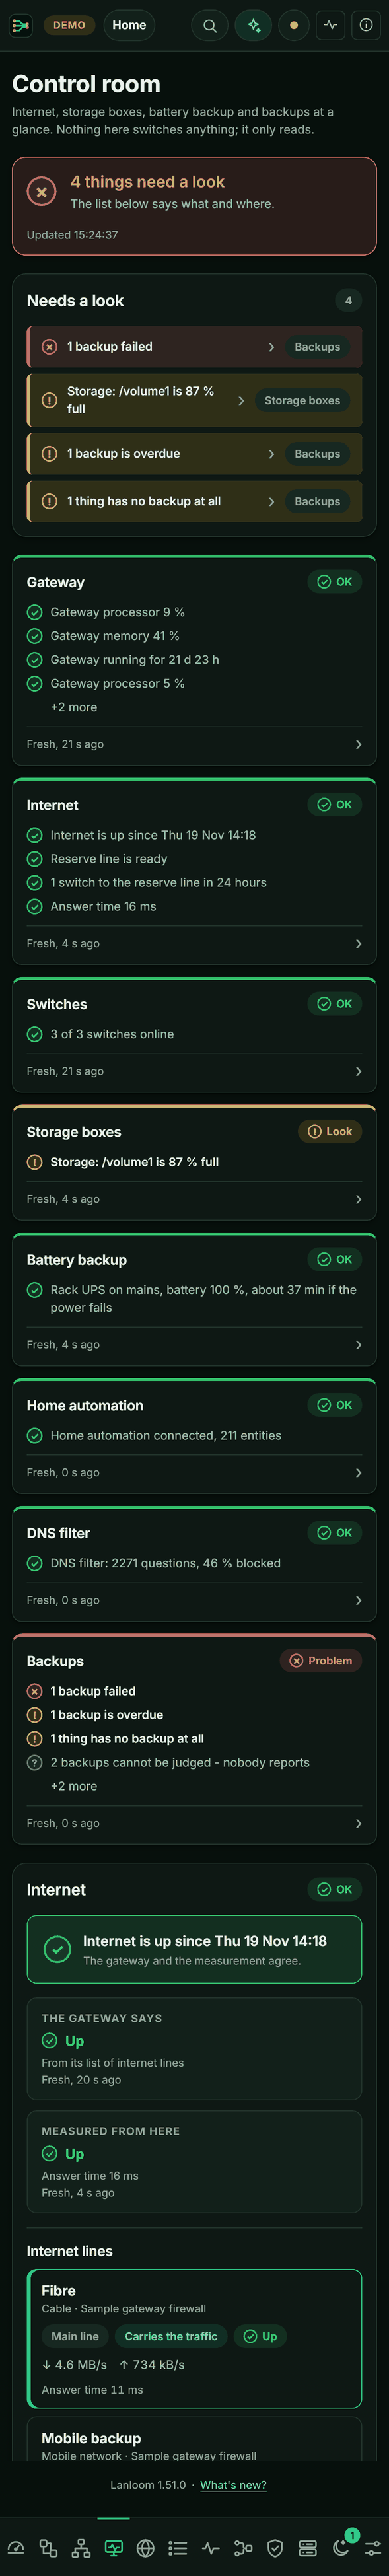 DEMO
Home
Control room
Internet, storage boxes, battery backup and backups at a
glance. Nothing here switches anything; it only reads.
4 things need a look
The list below says what and where.
Updated 15:24:37
Needs a look
4
1 backup failed
Backups
Storage: /volume1 is 87 %
full
Storage boxes
1 backup is overdue
Backups
1 thing has no backup at all
Backups
Gateway
OK
Gateway processor 9 %
Gateway memory 41 %
Gateway running for 21 d 23 h
Gateway processor 5 %
+2 more
Fresh, 21 s ago
Internet
OK
Internet is up since Thu 19 Nov 14:18
Reserve line is ready
1 switch to the reserve line in 24 hours
Answer time 16 ms
Fresh, 4 s ago
Switches
OK
3 of 3 switches online
Fresh, 21 s ago
Storage boxes
Look
Storage: /volume1 is 87 % full
Fresh, 4 s ago
Battery backup
OK
Rack UPS on mains, battery 100 %, about 37 min if the
power fails
Fresh, 4 s ago
Home automation
OK
Home automation connected, 211 entities
Fresh, 0 s ago
DNS filter
OK
DNS filter: 2271 questions, 46 % blocked
Fresh, 0 s ago
Backups
Problem
1 backup failed
1 backup is overdue
1 thing has no backup at all
2 backups cannot be judged - nobody reports
+2 more
Fresh, 0 s ago
Internet
OK
Internet is up since Thu 19 Nov 14:18
The gateway and the measurement agree.
THE GATEWAY SAYS
Up
From its list of internet lines
Fresh, 20 s ago
MEASURED FROM HERE
Up
Answer time 16 ms
Fresh, 4 s ago
Internet lines
Fibre
Cable · Sample gateway firewall
Main line
Carries the traffic
Up
↓ 4.6 MB/s ↑ 734 kB/s
Answer time 11 ms
Mobile backup
Mobile network · Sample gateway firewall
Lanloom 1.51.0 · What's new?
1